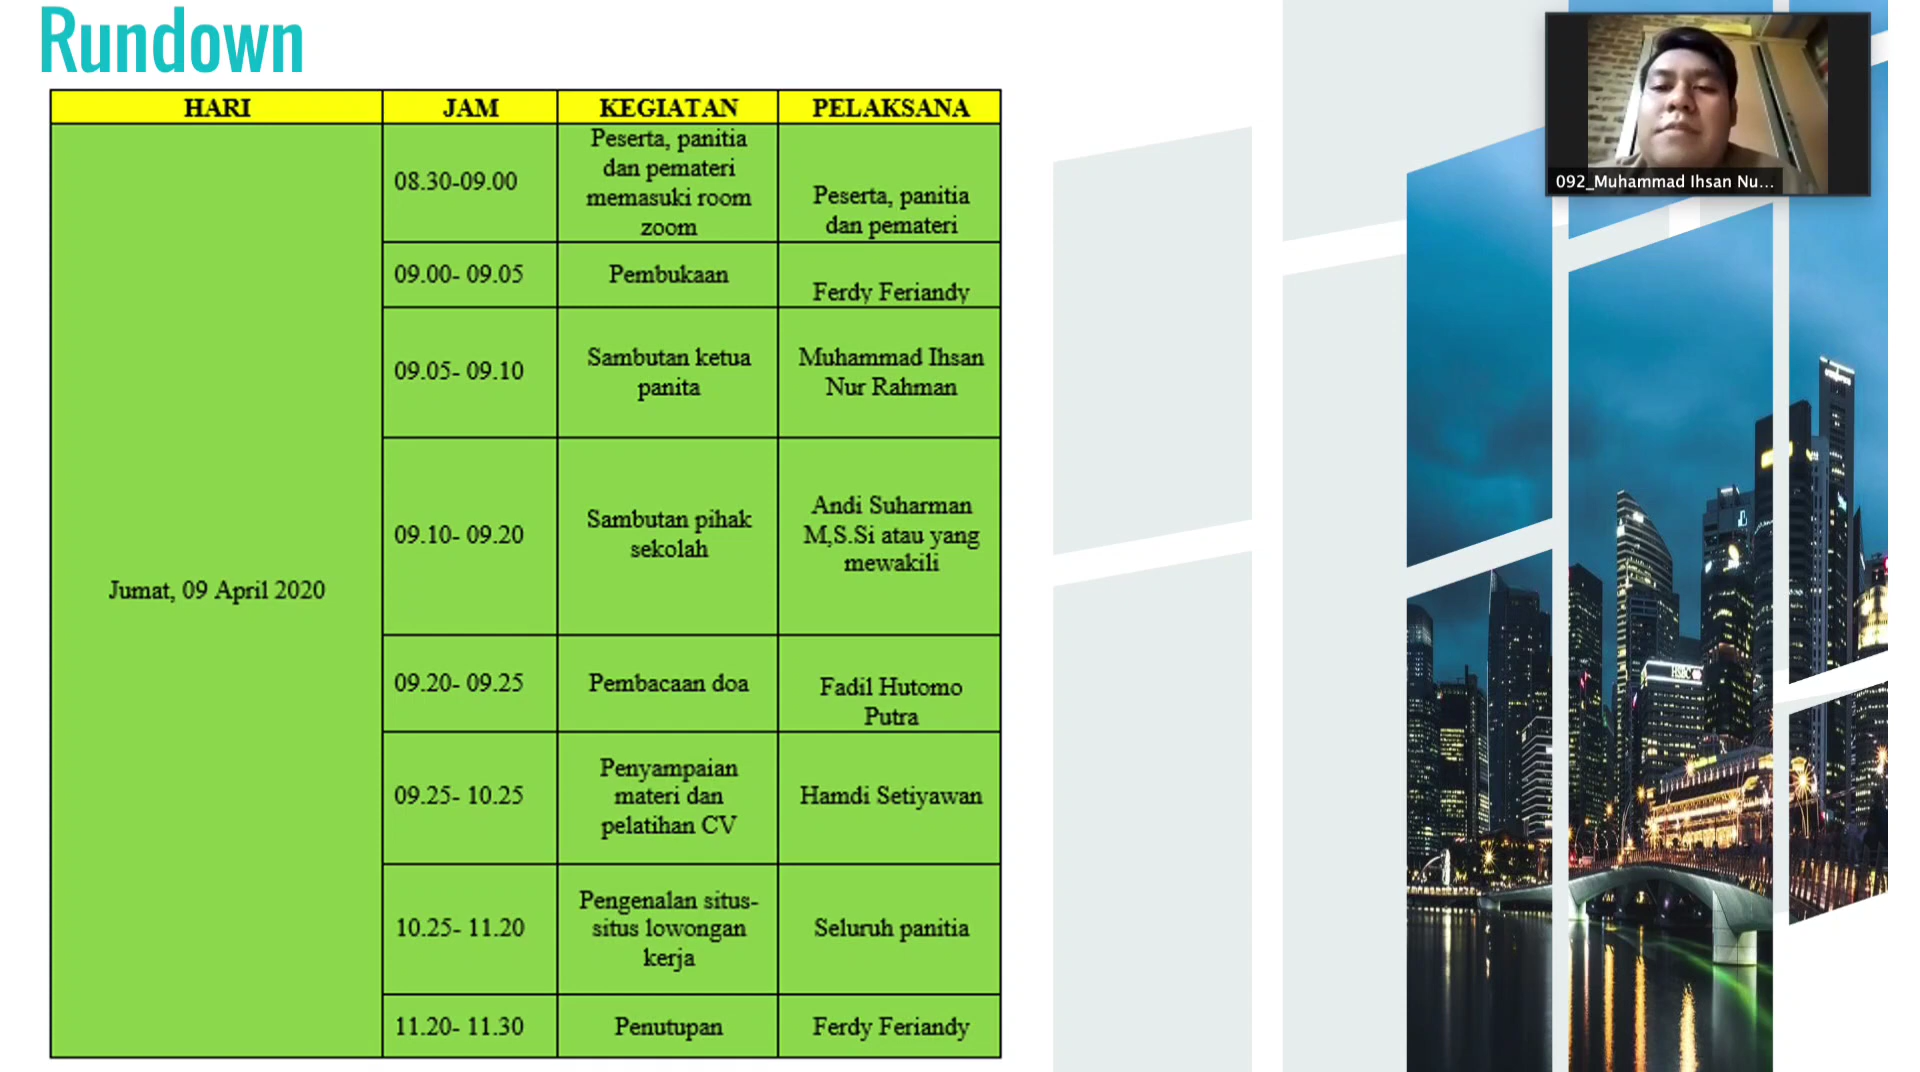 Rundown
HARI JAM KEGIATAN PELAKSANA
Jumat, 09 April 2020
08.30-09.00
Peserta, panitia
dan pemateri
memasuki room
zoom
Peserta, panitia
dan pemateri
09.00- 09.05
Pembukaan
Ferdy Feriandy
09.05- 09.10
Sambutan ketua
panita
Muhammad Ihsan
Nur Rahman
09.10- 09.20
Sambutan pihak
sekolah
Andi Suharman
M,S.Si atau yang
mewakili
09.20- 09.25
Pembacaan doa
Fadil Hutomo
Putra
09.25- 10.25
Penyampaian
materi dan
pelatihan CV
Hamdi Setiyawan
10.25- 11.20
Pengenalan situs-
situs lowongan
kerja
Seluruh panitia
11.20- 11.30
Penutupan
Ferdy Feriandy
092_Muhammad Ihsan Nu...
HSBC